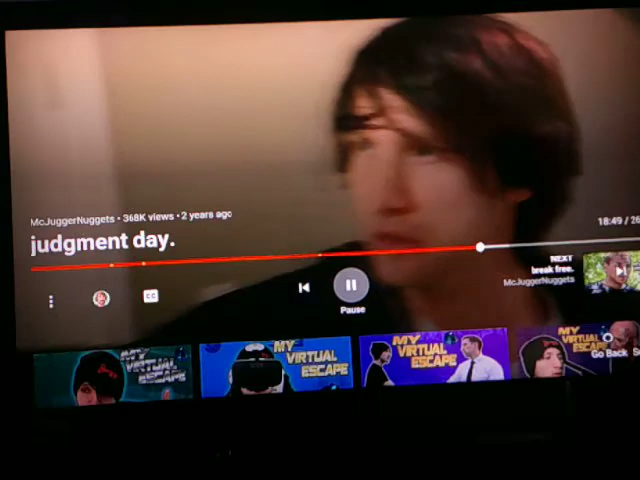 McJuggerNuggets • 368K views • 2 years ago
judgment day.
18:49 / 26
NEXT
break free.
McJuggerNuggets
CC
Pause
MY VIRTUAL ESCAPE
MY VIRTUAL ESCAPE
MY VIRTUAL ESCAPE
MY VIRTUAL ESCAPE
Go Back